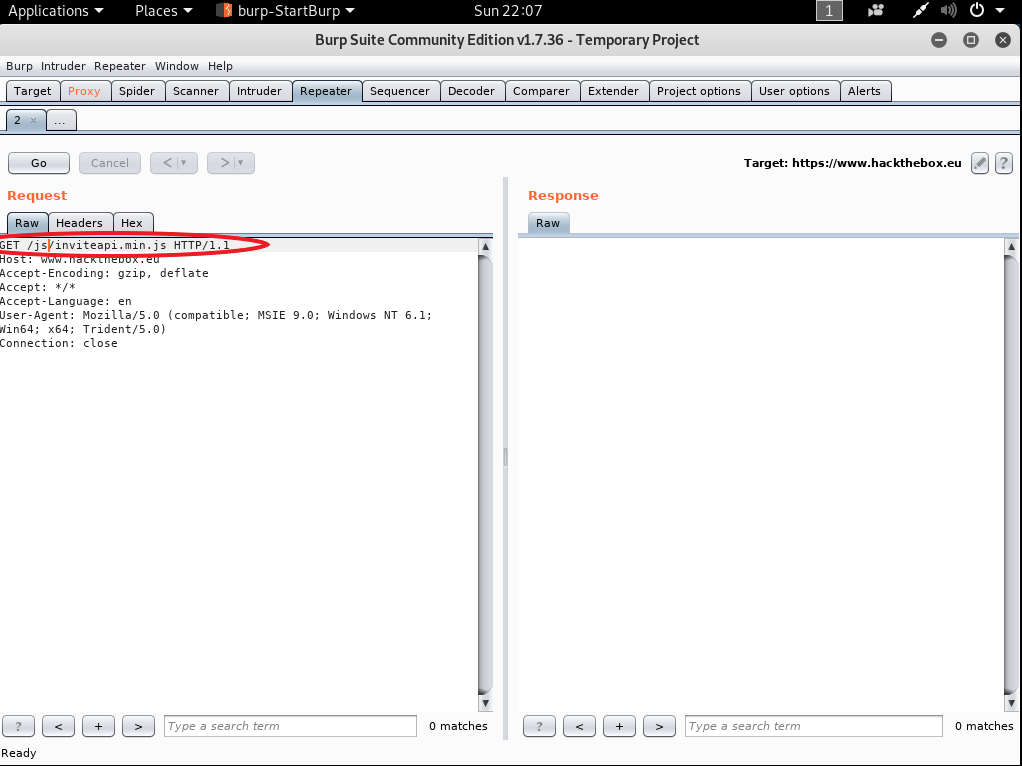 Applications Places burp-StartBurp Sun 22:07 1
Burp Suite Community Edition v1.7.36 - Temporary Project
Burp Intruder Repeater Window Help
Target Proxy Spider Scanner Intruder Repeater Sequencer Decoder Comparer Extender Project options User options Alerts
2 × ...
Go Cancel < > Target: https://www.hackthebox.eu ?
Request Response
Raw Headers Hex Raw
GET /js/inviteapi.min.js HTTP/1.1
Host: www.hackthebox.eu
Accept-Encoding: gzip, deflate
Accept: */*
Accept-Language: en
User-Agent: Mozilla/5.0 (compatible; MSIE 9.0; Windows NT 6.1;
Win64; x64; Trident/5.0)
Connection: close
? < + > Type a search term 0 matches ? < + > Type a search term 0 matches
Ready